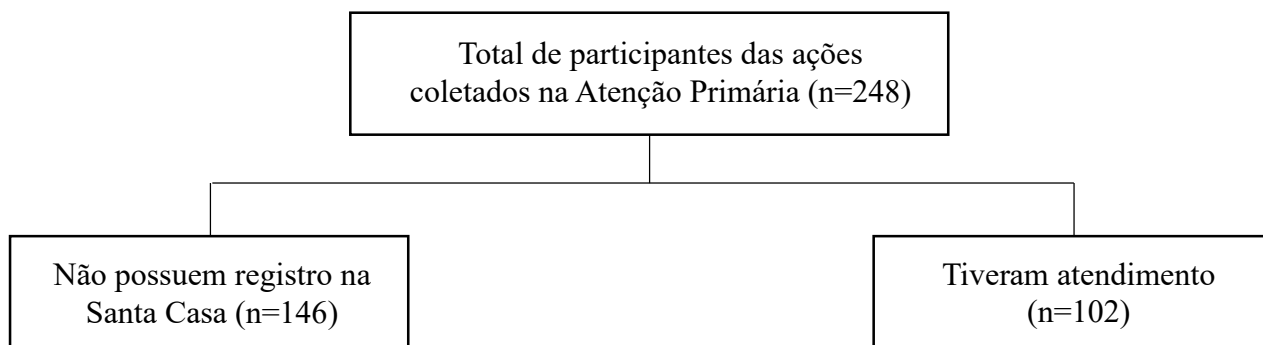 Total de participantes das ações
coletados na Atenção Primária (n=248)
Não possuem registro na
Santa Casa (n=146)
Tiveram atendimento
(n=102)